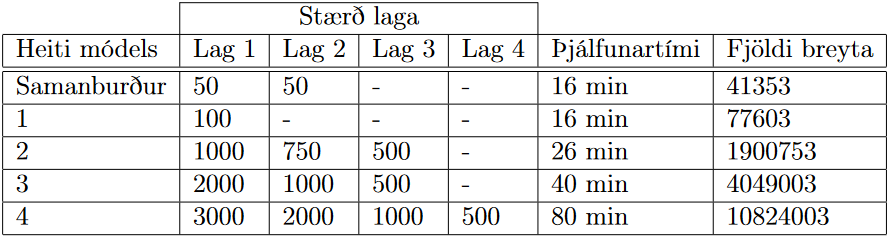 Stærð laga
Heiti módels Lag 1 Lag 2 Lag 3 Lag 4 Þjálfunartími Fjöldi breyta
Samanburður 50 50 - - 16 min 41353
1 100 - - - 16 min 77603
2 1000 750 500 - 26 min 1900753
3 2000 1000 500 - 40 min 4049003
4 3000 2000 1000 500 80 min 10824003